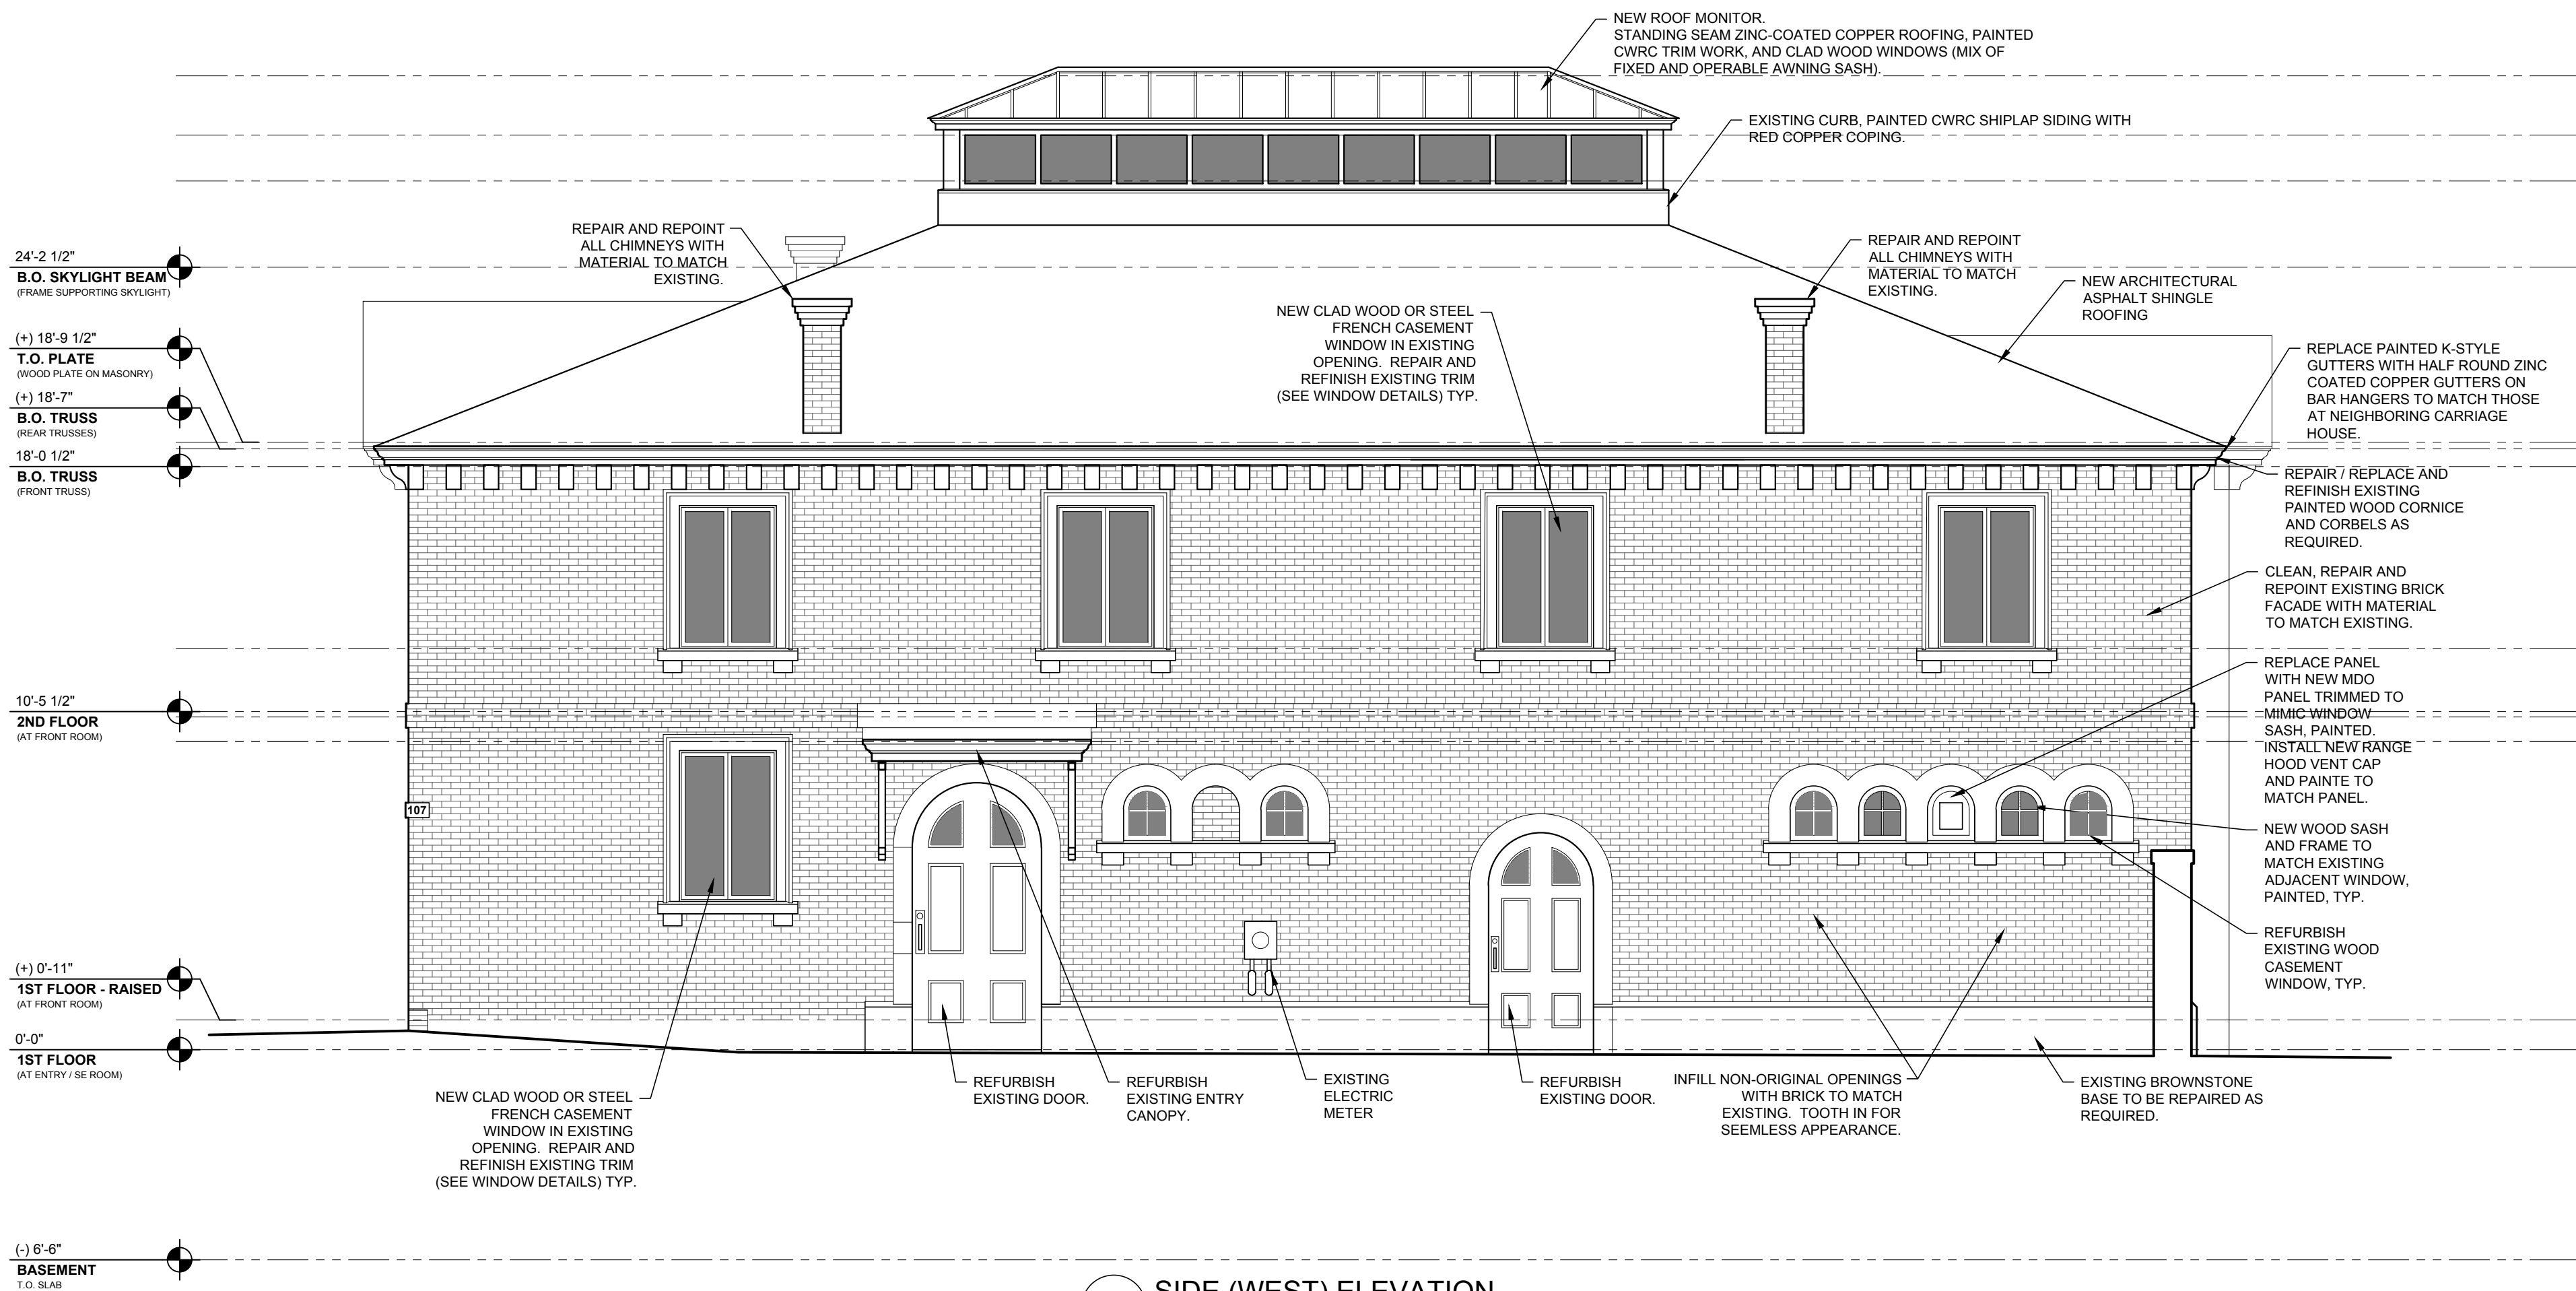 NEW ROOF MONITOR.
STANDING SEAM ZINC-COATED COPPER ROOFING, PAINTED
CWRC TRIM WORK, AND CLAD WOOD WINDOWS (MIX OF
FIXED AND OPERABLE AWNING SASH).
EXISTING CURB, PAINTED CWRC SHIPLAP SIDING WITH
RED COPPER COPING.
REPAIR AND REPOINT
ALL CHIMNEYS WITH
MATERIAL TO MATCH
EXISTING.
REPAIR AND REPOINT
ALL CHIMNEYS WITH
MATERIAL TO MATCH
EXISTING.
24'-2 1/2"
B.O. SKYLIGHT BEAM
(FRAME SUPPORTING SKYLIGHT)
NEW ARCHITECTURAL
ASPHALT SHINGLE
ROOFING
NEW CLAD WOOD OR STEEL
FRENCH CASEMENT
WINDOW IN EXISTING
OPENING. REPAIR AND
REFINISH EXISTING TRIM
(SEE WINDOW DETAILS) TYP.
(+) 18'-9 1/2"
T.O. PLATE
(WOOD PLATE ON MASONRY)
REPLACE PAINTED K-STYLE
GUTTERS WITH HALF ROUND ZINC
COATED COPPER GUTTERS ON
BAR HANGERS TO MATCH THOSE
AT NEIGHBORING CARRIAGE
HOUSE.
(+) 18'-7"
B.O. TRUSS
(REAR TRUSSES)
18'-0 1/2"
B.O. TRUSS
(FRONT TRUSS)
REPAIR / REPLACE AND
REFINISH EXISTING
PAINTED WOOD CORNICE
AND CORBELS AS
REQUIRED.
CLEAN, REPAIR AND
REPOINT EXISTING BRICK
FACADE WITH MATERIAL
TO MATCH EXISTING.
REPLACE PANEL
WITH NEW MDO
PANEL TRIMMED TO
MIMIC WINDOW
SASH, PAINTED.
INSTALL NEW RANGE
HOOD VENT CAP
AND PAINTE TO
MATCH PANEL.
10'-5 1/2"
2ND FLOOR
(AT FRONT ROOM)
107
NEW WOOD SASH
AND FRAME TO
MATCH EXISTING
ADJACENT WINDOW,
PAINTED, TYP.
REFURBISH
EXISTING WOOD
CASEMENT
WINDOW, TYP.
(+) 0'-11"
1ST FLOOR - RAISED
(AT FRONT ROOM)
0'-0"
1ST FLOOR
(AT ENTRY / SE ROOM)
NEW CLAD WOOD OR STEEL
FRENCH CASEMENT
WINDOW IN EXISTING
OPENING. REPAIR AND
REFINISH EXISTING TRIM
(SEE WINDOW DETAILS) TYP.
REFURBISH
EXISTING DOOR.
REFURBISH
EXISTING ENTRY
CANOPY.
EXISTING
ELECTRIC
METER
REFURBISH
EXISTING DOOR.
INFILL NON-ORIGINAL OPENINGS
WITH BRICK TO MATCH
EXISTING. TOOTH IN FOR
SEEMLESS APPEARANCE.
EXISTING BROWNSTONE
BASE TO BE REPAIRED AS
REQUIRED.
(-) 6'-6"
BASEMENT
T.O. SLAB
SIDE (WEST) ELEVATION